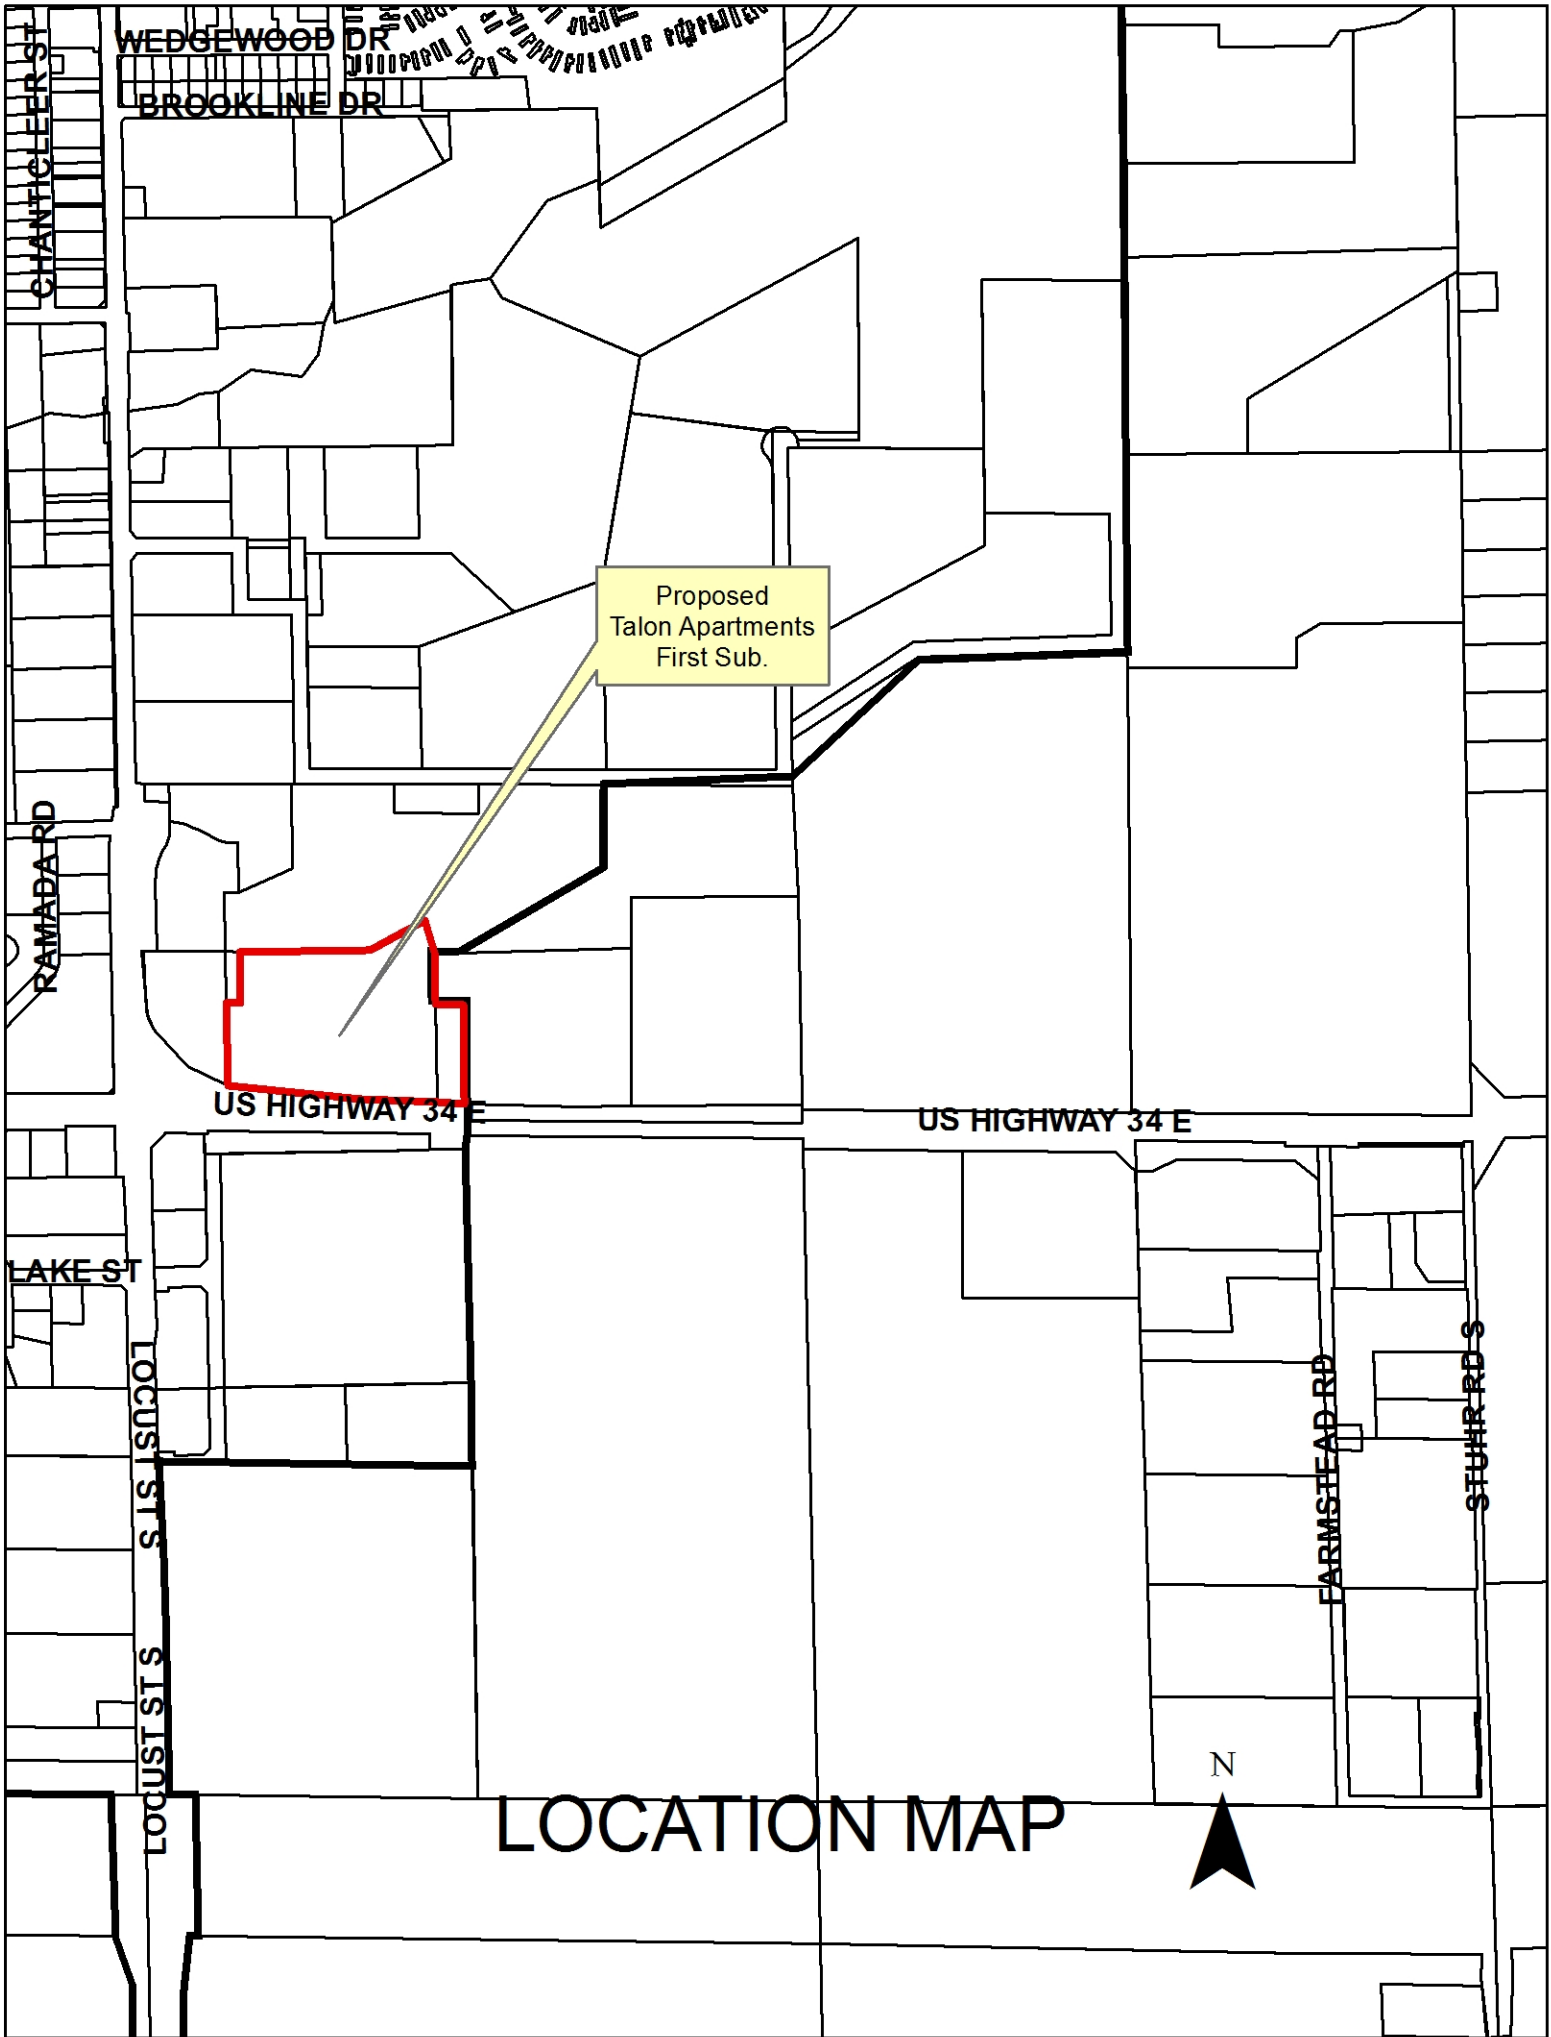 WEDGEWOOD DR
BROOKLINE DR
CHANTICLEER ST
Proposed
Talon Apartments
First Sub.
RAMADA RD
US HIGHWAY 34 E
US HIGHWAY 34 E
LAKE ST
LOCUST ST S
FARMSTEAD RD
STUHR RD S
LOCUST ST S
N
LOCATION MAP